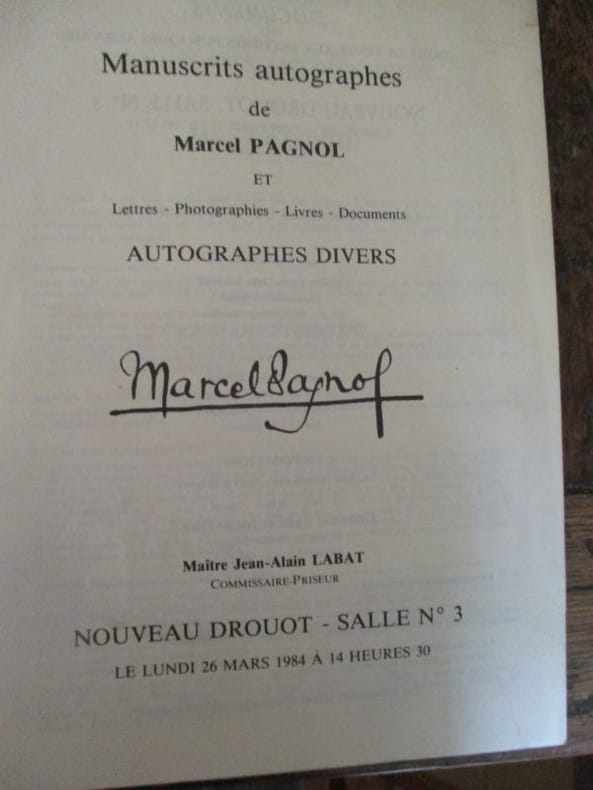 Manuscrits autographes
de
Marcel PAGNOL
ET
Lettres - Photographies - Livres - Documents
AUTOGRAPHES DIVERS
Marcel Pagnol
Maître Jean-Alain LABAT
COMMISSAIRE-PRISEUR
NOUVEAU DROUOT - SALLE N° 3
LE LUNDI 26 MARS 1984 À 14 HEURES 30